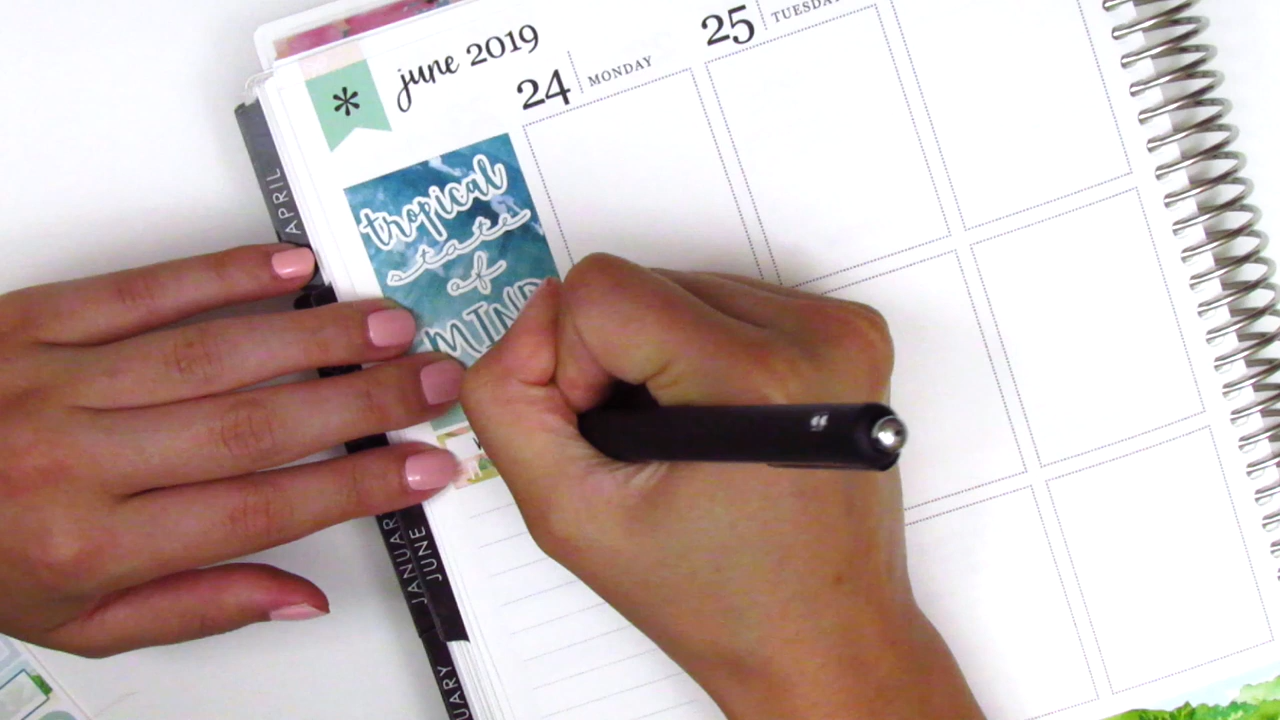 june 2019
24 MONDAY
25 TUESDAY
*
tropical
state
of
MIND
APRIL
JANUAR
JUNE
UARY